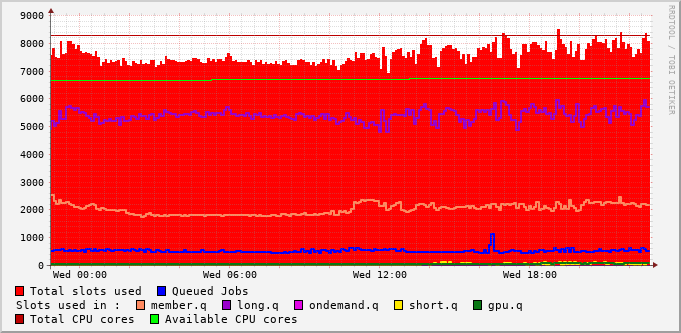 9000
8000
7000
6000
5000
4000
3000
2000
1000
0
Wed 00:00 Wed 06:00 Wed 12:00 Wed 18:00
RRDTOOL / TOBI OETIKER
Total slots used Queued Jobs
Slots used in : member.q long.q ondemand.q short.q gpu.q
Total CPU cores Available CPU cores